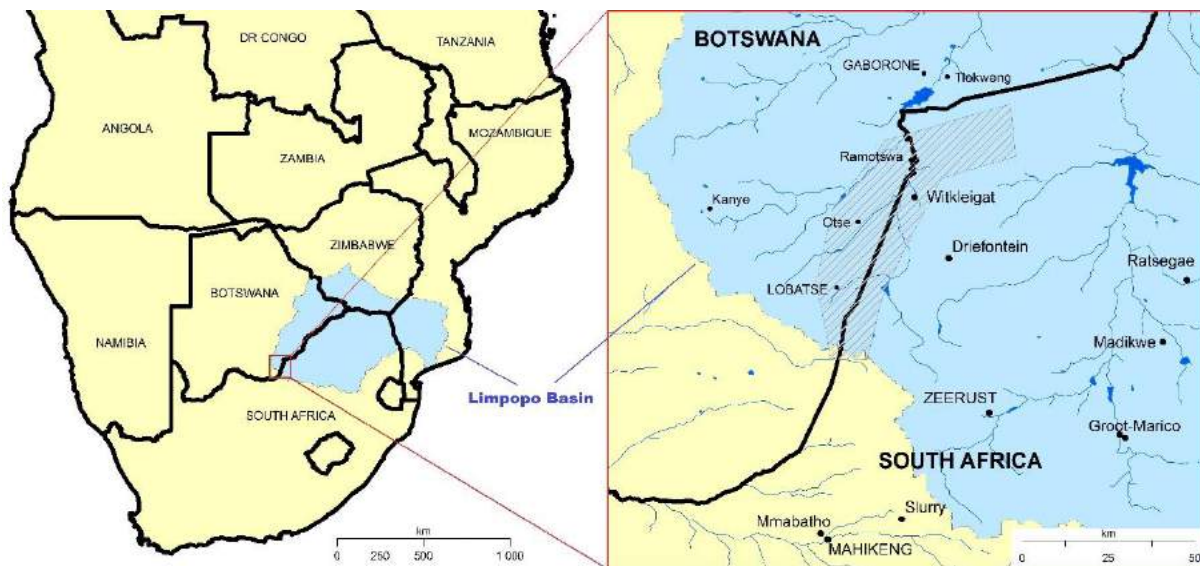 DR CONGO
TANZANIA
ANGOLA
ZAMBIA
MOZAMBIQUE
ZIMBABWE
BOTSWANA
NAMIBIA
SOUTH AFRICA
Limpopo Basin
km
0 250 500 1 000
BOTSWANA
GABORONE
Tlokweng
Ramotswa
Kanye
Otse
Witkleigat
Driefontein
Ratsegae
LOBATSE
Madikwe
ZEERUST
Groot-Marico
SOUTH AFRICA
Slurry
Mmabatho
MAHIKENG
km
0 25 50